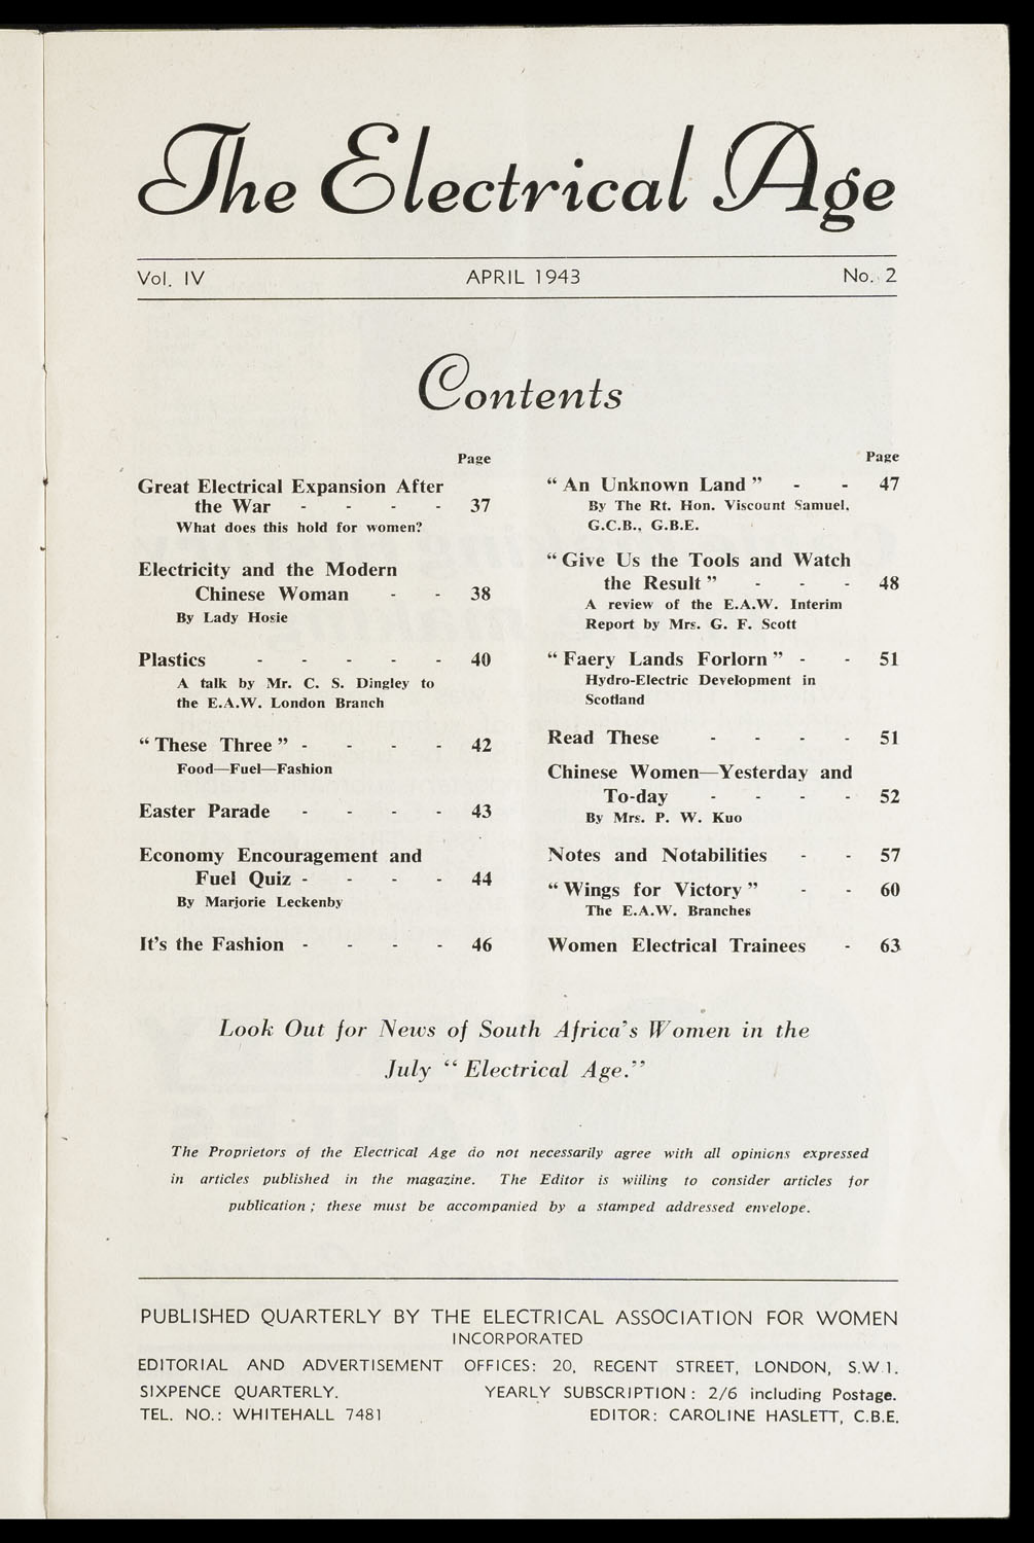 The Electrical Age
Vol. IV APRIL 1943 No. 2
Contents
Page
Great Electrical Expansion After
the War - - - - 37
What does this hold for women?
Electricity and the Modern
Chinese Woman - - 38
By Lady Hosie
Plastics - - - - - 40
A talk by Mr. C. S. Dingley to
the E.A.W. London Branch
“ These Three ” - - - - 42
Food—Fuel—Fashion
Easter Parade - - - - 43
Economy Encouragement and
Fuel Quiz - - - - 44
By Marjorie Leckenby
It's the Fashion - - - - 46
Page
“ An Unknown Land ” - - 47
By The Rt. Hon. Viscount Samuel,
G.C.B., G.B.E.
“ Give Us the Tools and Watch
the Result ” - - - 48
A review of the E.A.W. Interim
Report by Mrs. G. F. Scott
“ Faery Lands Forlorn ” - - 51
Hydro-Electric Development in
Scotland
Read These - - - - 51
Chinese Women—Yesterday and
To-day - - - - 52
By Mrs. P. W. Kuo
Notes and Notabilities - - 57
“ Wings for Victory ” - - 60
The E.A.W. Branches
Women Electrical Trainees - 63
Look Out for News of South Africa's Women in the
July “ Electrical Age.”
The Proprietors of the Electrical Age do not necessarily agree with all opinions expressed
in articles published in the magazine. The Editor is willing to consider articles for
publication ; these must be accompanied by a stamped addressed envelope.
PUBLISHED QUARTERLY BY THE ELECTRICAL ASSOCIATION FOR WOMEN
INCORPORATED
EDITORIAL AND ADVERTISEMENT OFFICES: 20, REGENT STREET, LONDON, S.W 1.
SIXPENCE QUARTERLY. YEARLY SUBSCRIPTION : 2/6 including Postage.
TEL. NO.: WHITEHALL 7481 EDITOR: CAROLINE HASLETT, C.B.E.